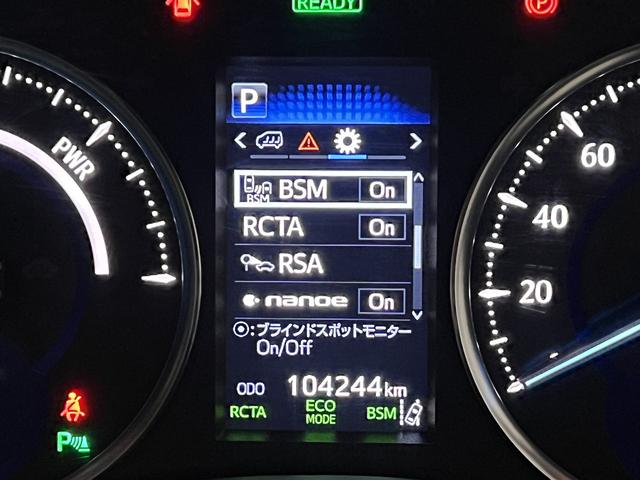 READY
P
P
PWR
BSM
BSM On
RCTA On
RSA
nanoe On
:ブラインドスポットモニター
On/Off
60
40
20
ODO 104244km
RCTA ECO MODE BSM
P